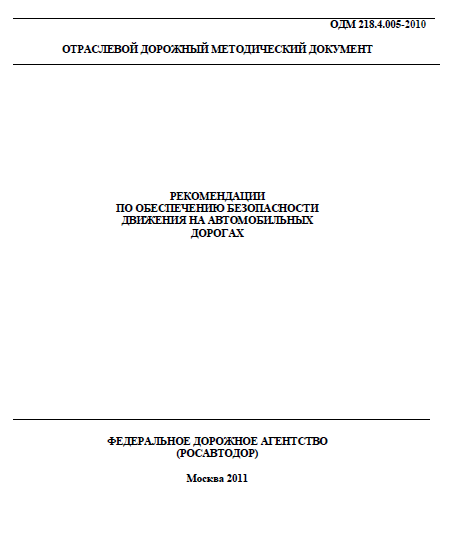 ОДМ 218.4.005-2010
ОТРАСЛЕВОЙ ДОРОЖНЫЙ МЕТОДИЧЕСКИЙ ДОКУМЕНТ
РЕКОМЕНДАЦИИ
ПО ОБЕСПЕЧЕНИЮ БЕЗОПАСНОСТИ
ДВИЖЕНИЯ НА АВТОМОБИЛЬНЫХ
ДОРОГАХ
ФЕДЕРАЛЬНОЕ ДОРОЖНОЕ АГЕНТСТВО
(РОСАВТОДОР)
Москва 2011